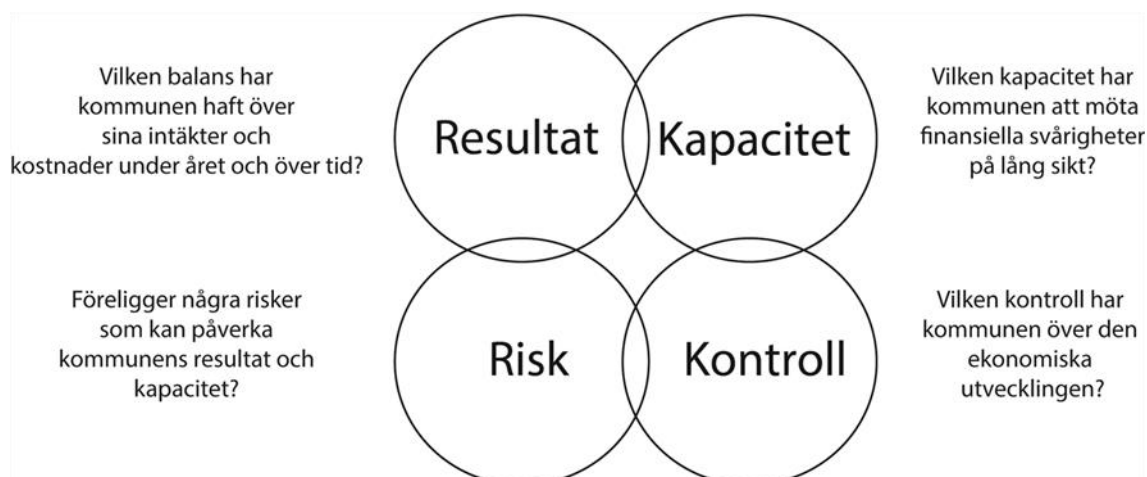 Vilken balans har
kommunen haft över
sina intäkter och
kostnader under året och över tid?
Resultat
Kapacitet
Vilken kapacitet har
kommunen att möta
finansiella svårigheter
på lång sikt?
Föreligger några risker
som kan påverka
kommunens resultat och
kapacitet?
Risk
Kontroll
Vilken kontroll har
kommunen över den
ekonomiska
utvecklingen?